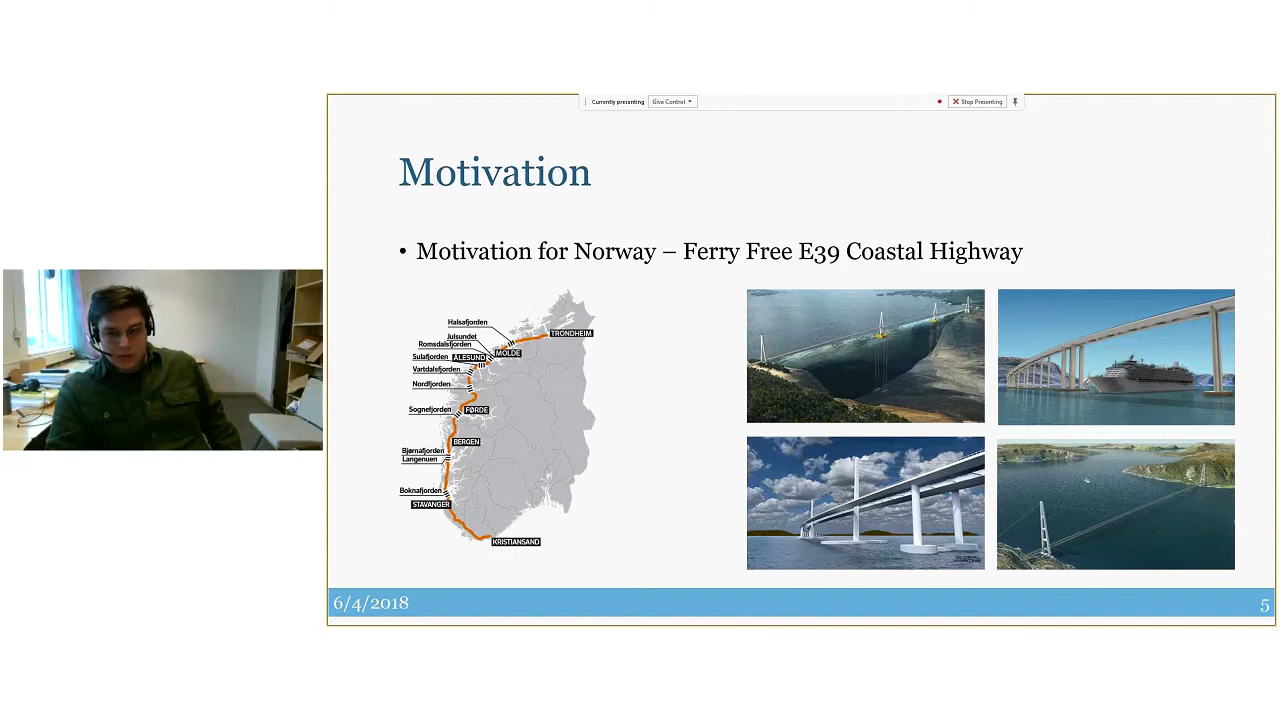 Currently presenting Give Control Stop Presenting
Motivation
• Motivation for Norway – Ferry Free E39 Coastal Highway
Halsafjorden
TRONDHEIM
Julsundet
Romsdalsfjorden
MOLDE
Sulafjorden
ÅLESUND
Vartdalsfjorden
Nordfjorden
Sognefjorden
FØRDE
BERGEN
Bjørnafjorden
Langenuen
Boknafjorden
STAVANGER
KRISTIANSAND
6/4/2018
5